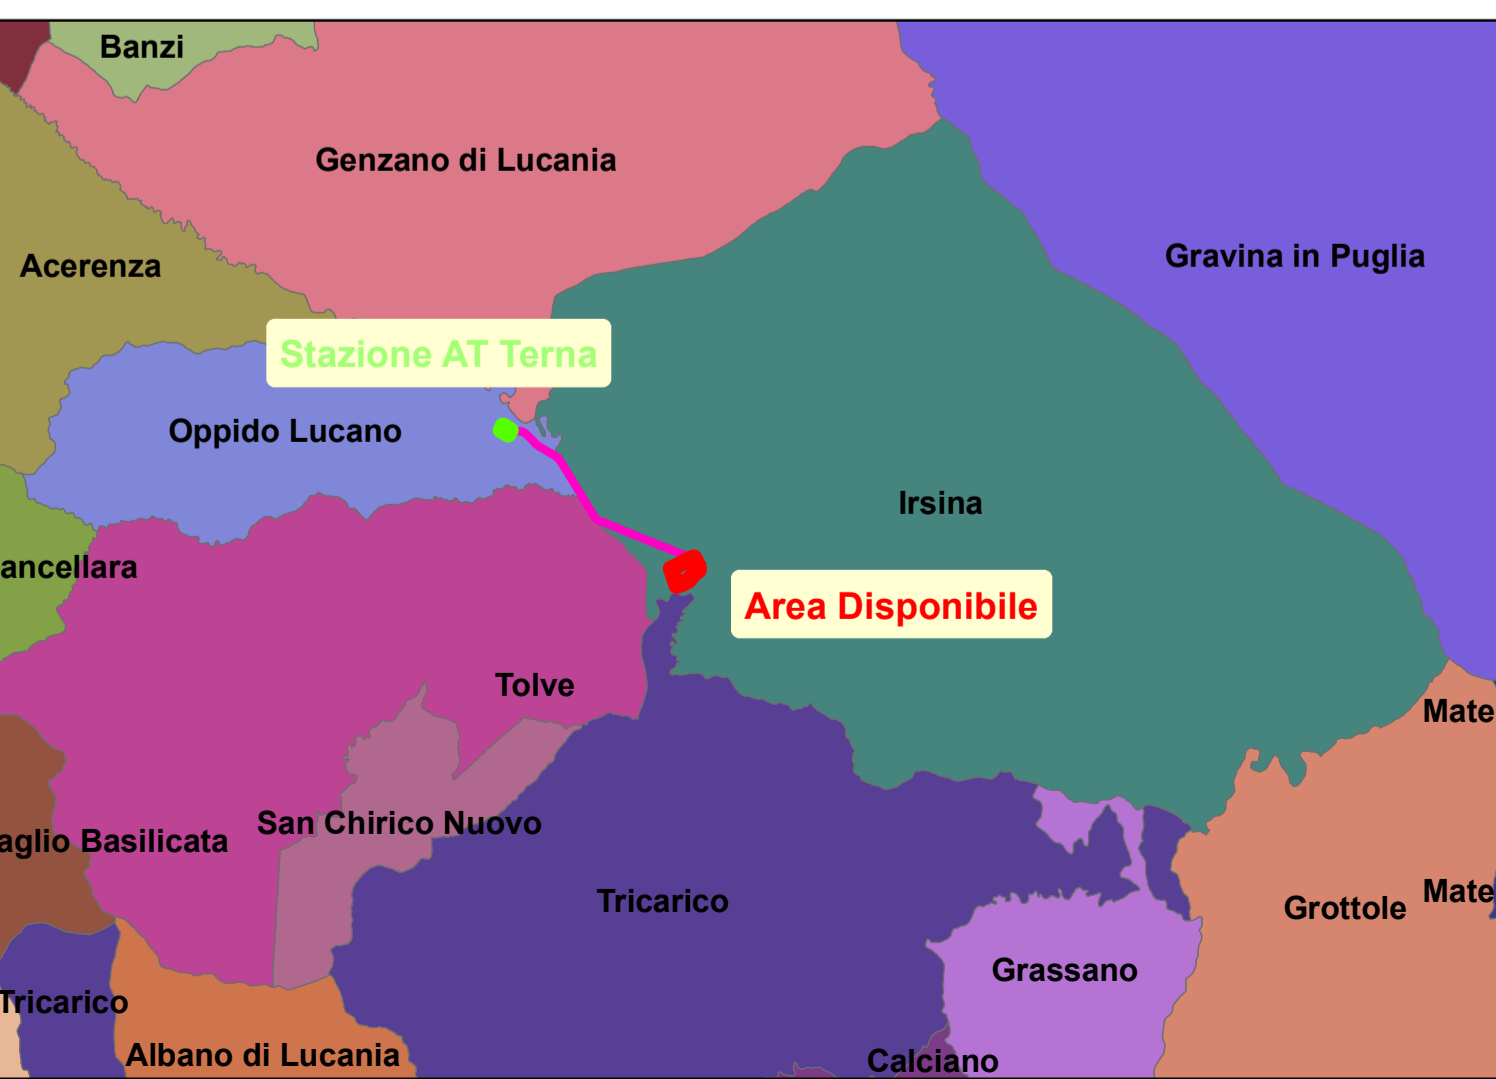 Banzi
Genzano di Lucania
Gravina in Puglia
Acerenza
Stazione AT Terna
Oppido Lucano
Irsina
ancellara
Area Disponibile
Tolve
Mate
San Chirico Nuovo
aglio Basilicata
Tricarico
Mate
Grottole
Grassano
Tricarico
Albano di Lucania
Calciano